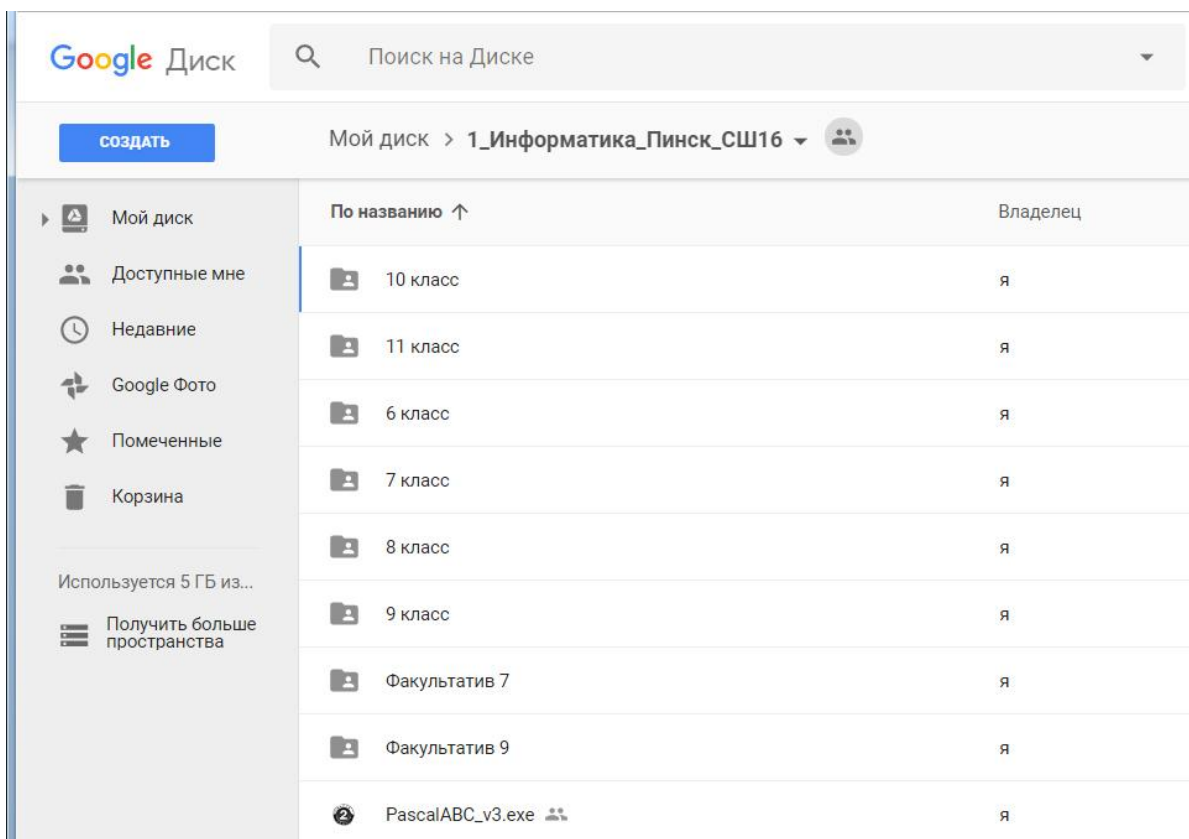 Google Диск
Поиск на Диске
СОЗДАТЬ
Мой диск > 1_Информатика_Пинск_СШ16
Мой диск
Доступные мне
Недавние
Google Фото
Помеченные
Корзина
Используется 5 ГБ из...
Получить больше
пространства
По названию ↑ Владелец
10 класс я
11 класс я
6 класс я
7 класс я
8 класс я
9 класс я
Факультатив 7 я
Факультатив 9 я
2 PascalABC_v3.exe я